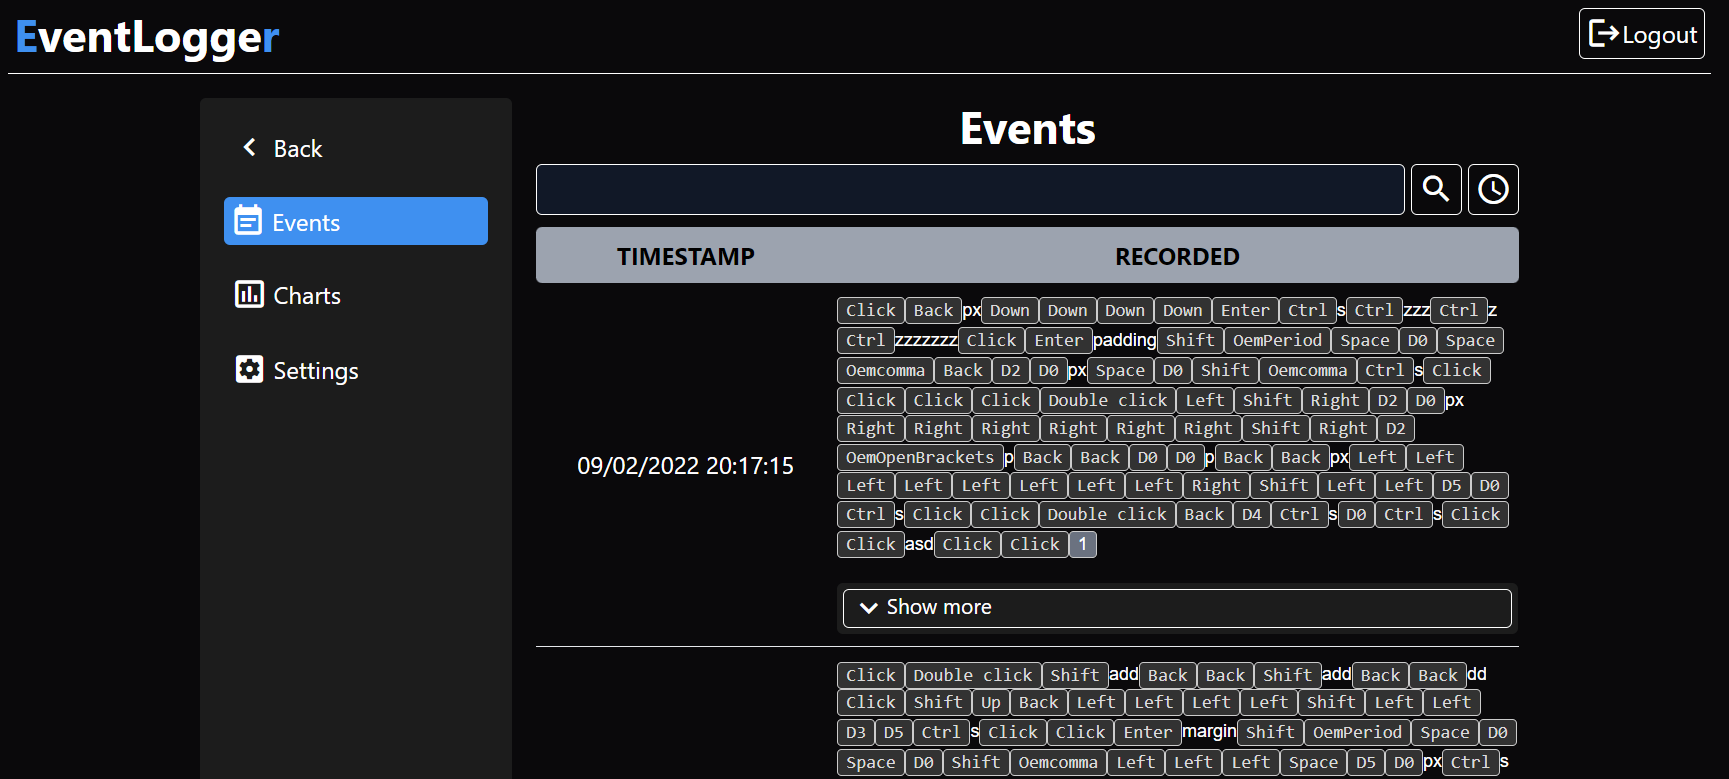 EventLogger
Logout
Back
Events
Charts
Settings
Events
TIMESTAMP RECORDED
09/02/2022 20:17:15
Click Back px Down Down Down Down Enter Ctrl s Ctrl zzz Ctrl z
Ctrl zzzzzzz Click Enter padding Shift OemPeriod Space D0 Space
Oemcomma Back D2 D0 px Space D0 Shift Oemcomma Ctrl s Click
Click Click Click Double click Left Shift Right D2 D0 px
Right Right Right Right Right Right Shift Right D2
OemOpenBrackets p Back Back D0 D0 p Back Back px Left Left
Left Left Left Left Left Left Right Shift Left Left D5 D0
Ctrl s Click Click Double click Back D4 Ctrl s D0 Ctrl s Click
Click asd Click Click 1
Show more
Click Double click Shift add Back Back Shift add Back Back dd
Click Shift Up Back Left Left Left Left Shift Left Left
D3 D5 Ctrl s Click Click Enter margin Shift OemPeriod Space D0
Space D0 Shift Oemcomma Left Left Left Space D5 D0 px Ctrl s